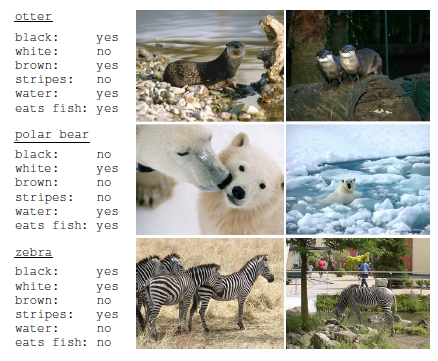 otter
black: yes
white: no
brown: yes
stripes: no
water: yes
eats fish: yes
polar bear
black: no
white: yes
brown: no
stripes: no
water: yes
eats fish: yes
zebra
black: yes
white: yes
brown: no
stripes: yes
water: no
eats fish: no